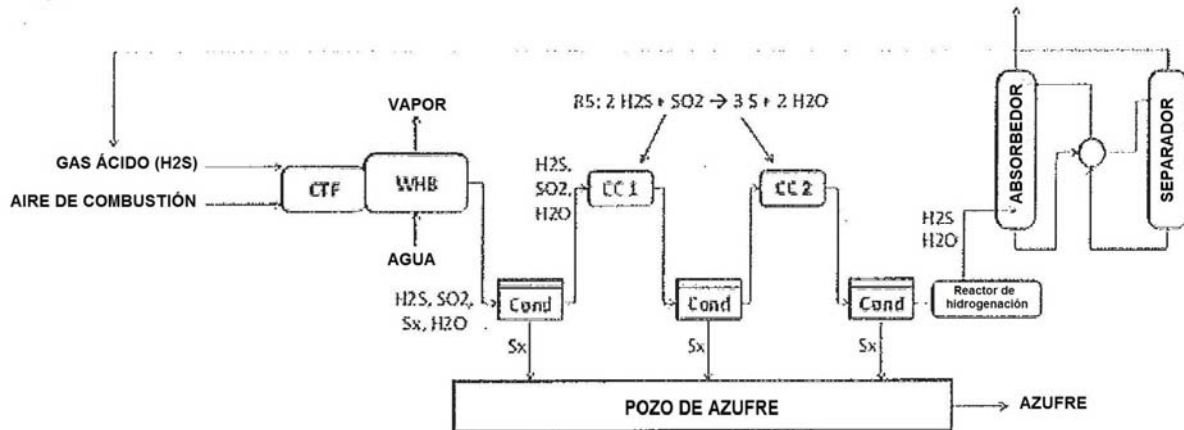 VAPOR
R5: 2 H2S + SO2 → 3 S + 2 H2O
GAS ÁCIDO (H2S)
AIRE DE COMBUSTIÓN
CTF
WHB
H2S,
SO2,
H2O
CC 1
CC 2
ABSORBEDOR
SEPARADOR
AGUA
H2S
H2O
H2S, SO2,
Sx, H2O
Cond
Cond
Cond
Reactor de
hidrogenación
Sx
Sx
Sx
POZO DE AZUFRE
AZUFRE